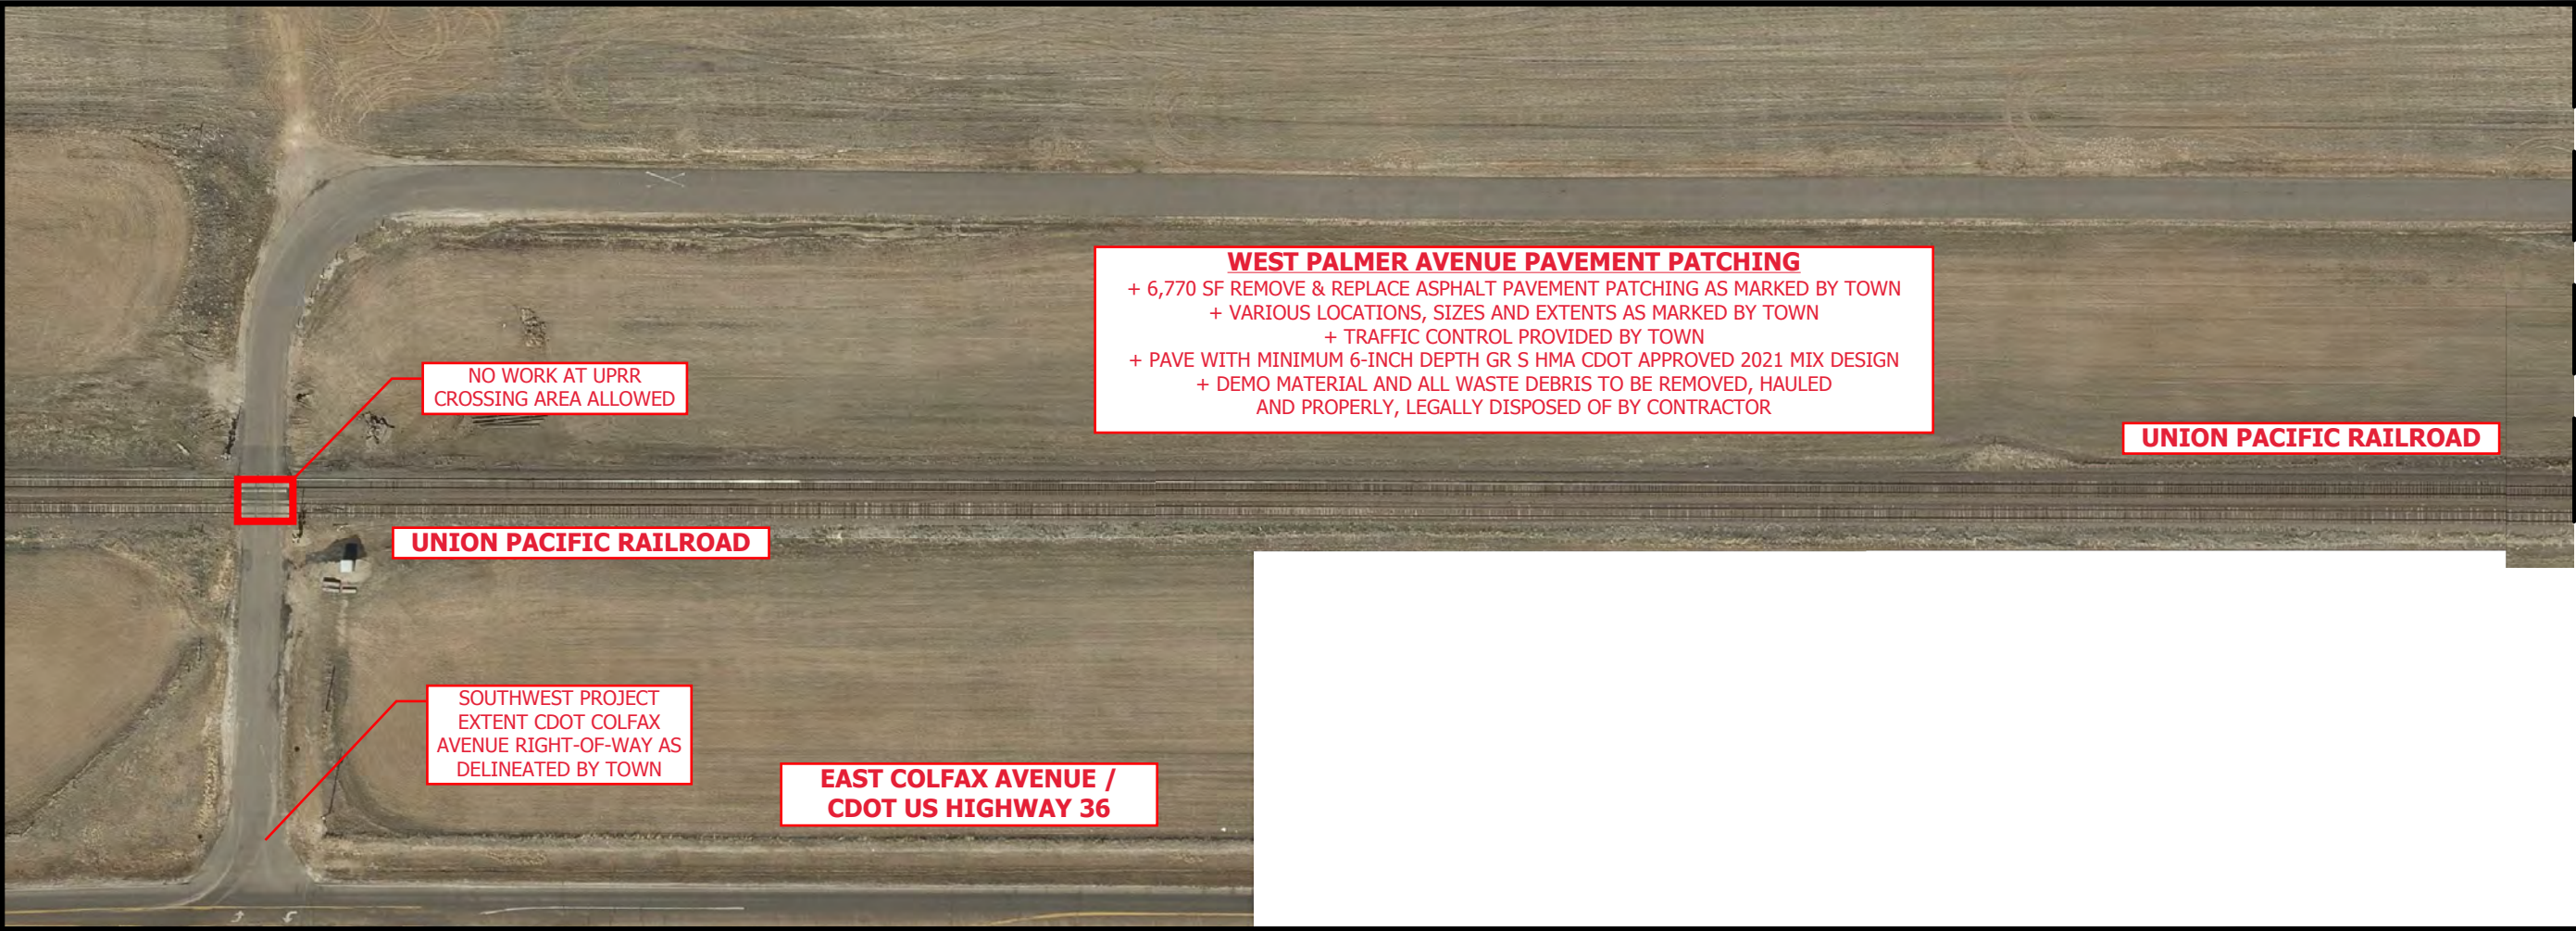 WEST PALMER AVENUE PAVEMENT PATCHING
+ 6,770 SF REMOVE & REPLACE ASPHALT PAVEMENT PATCHING AS MARKED BY TOWN
+ VARIOUS LOCATIONS, SIZES AND EXTENTS AS MARKED BY TOWN
+ TRAFFIC CONTROL PROVIDED BY TOWN
+ PAVE WITH MINIMUM 6-INCH DEPTH GR S HMA CDOT APPROVED 2021 MIX DESIGN
+ DEMO MATERIAL AND ALL WASTE DEBRIS TO BE REMOVED, HAULED
AND PROPERLY, LEGALLY DISPOSED OF BY CONTRACTOR
NO WORK AT UPRR
CROSSING AREA ALLOWED
UNION PACIFIC RAILROAD
UNION PACIFIC RAILROAD
SOUTHWEST PROJECT
EXTENT CDOT COLFAX
AVENUE RIGHT-OF-WAY AS
DELINEATED BY TOWN
EAST COLFAX AVENUE /
CDOT US HIGHWAY 36